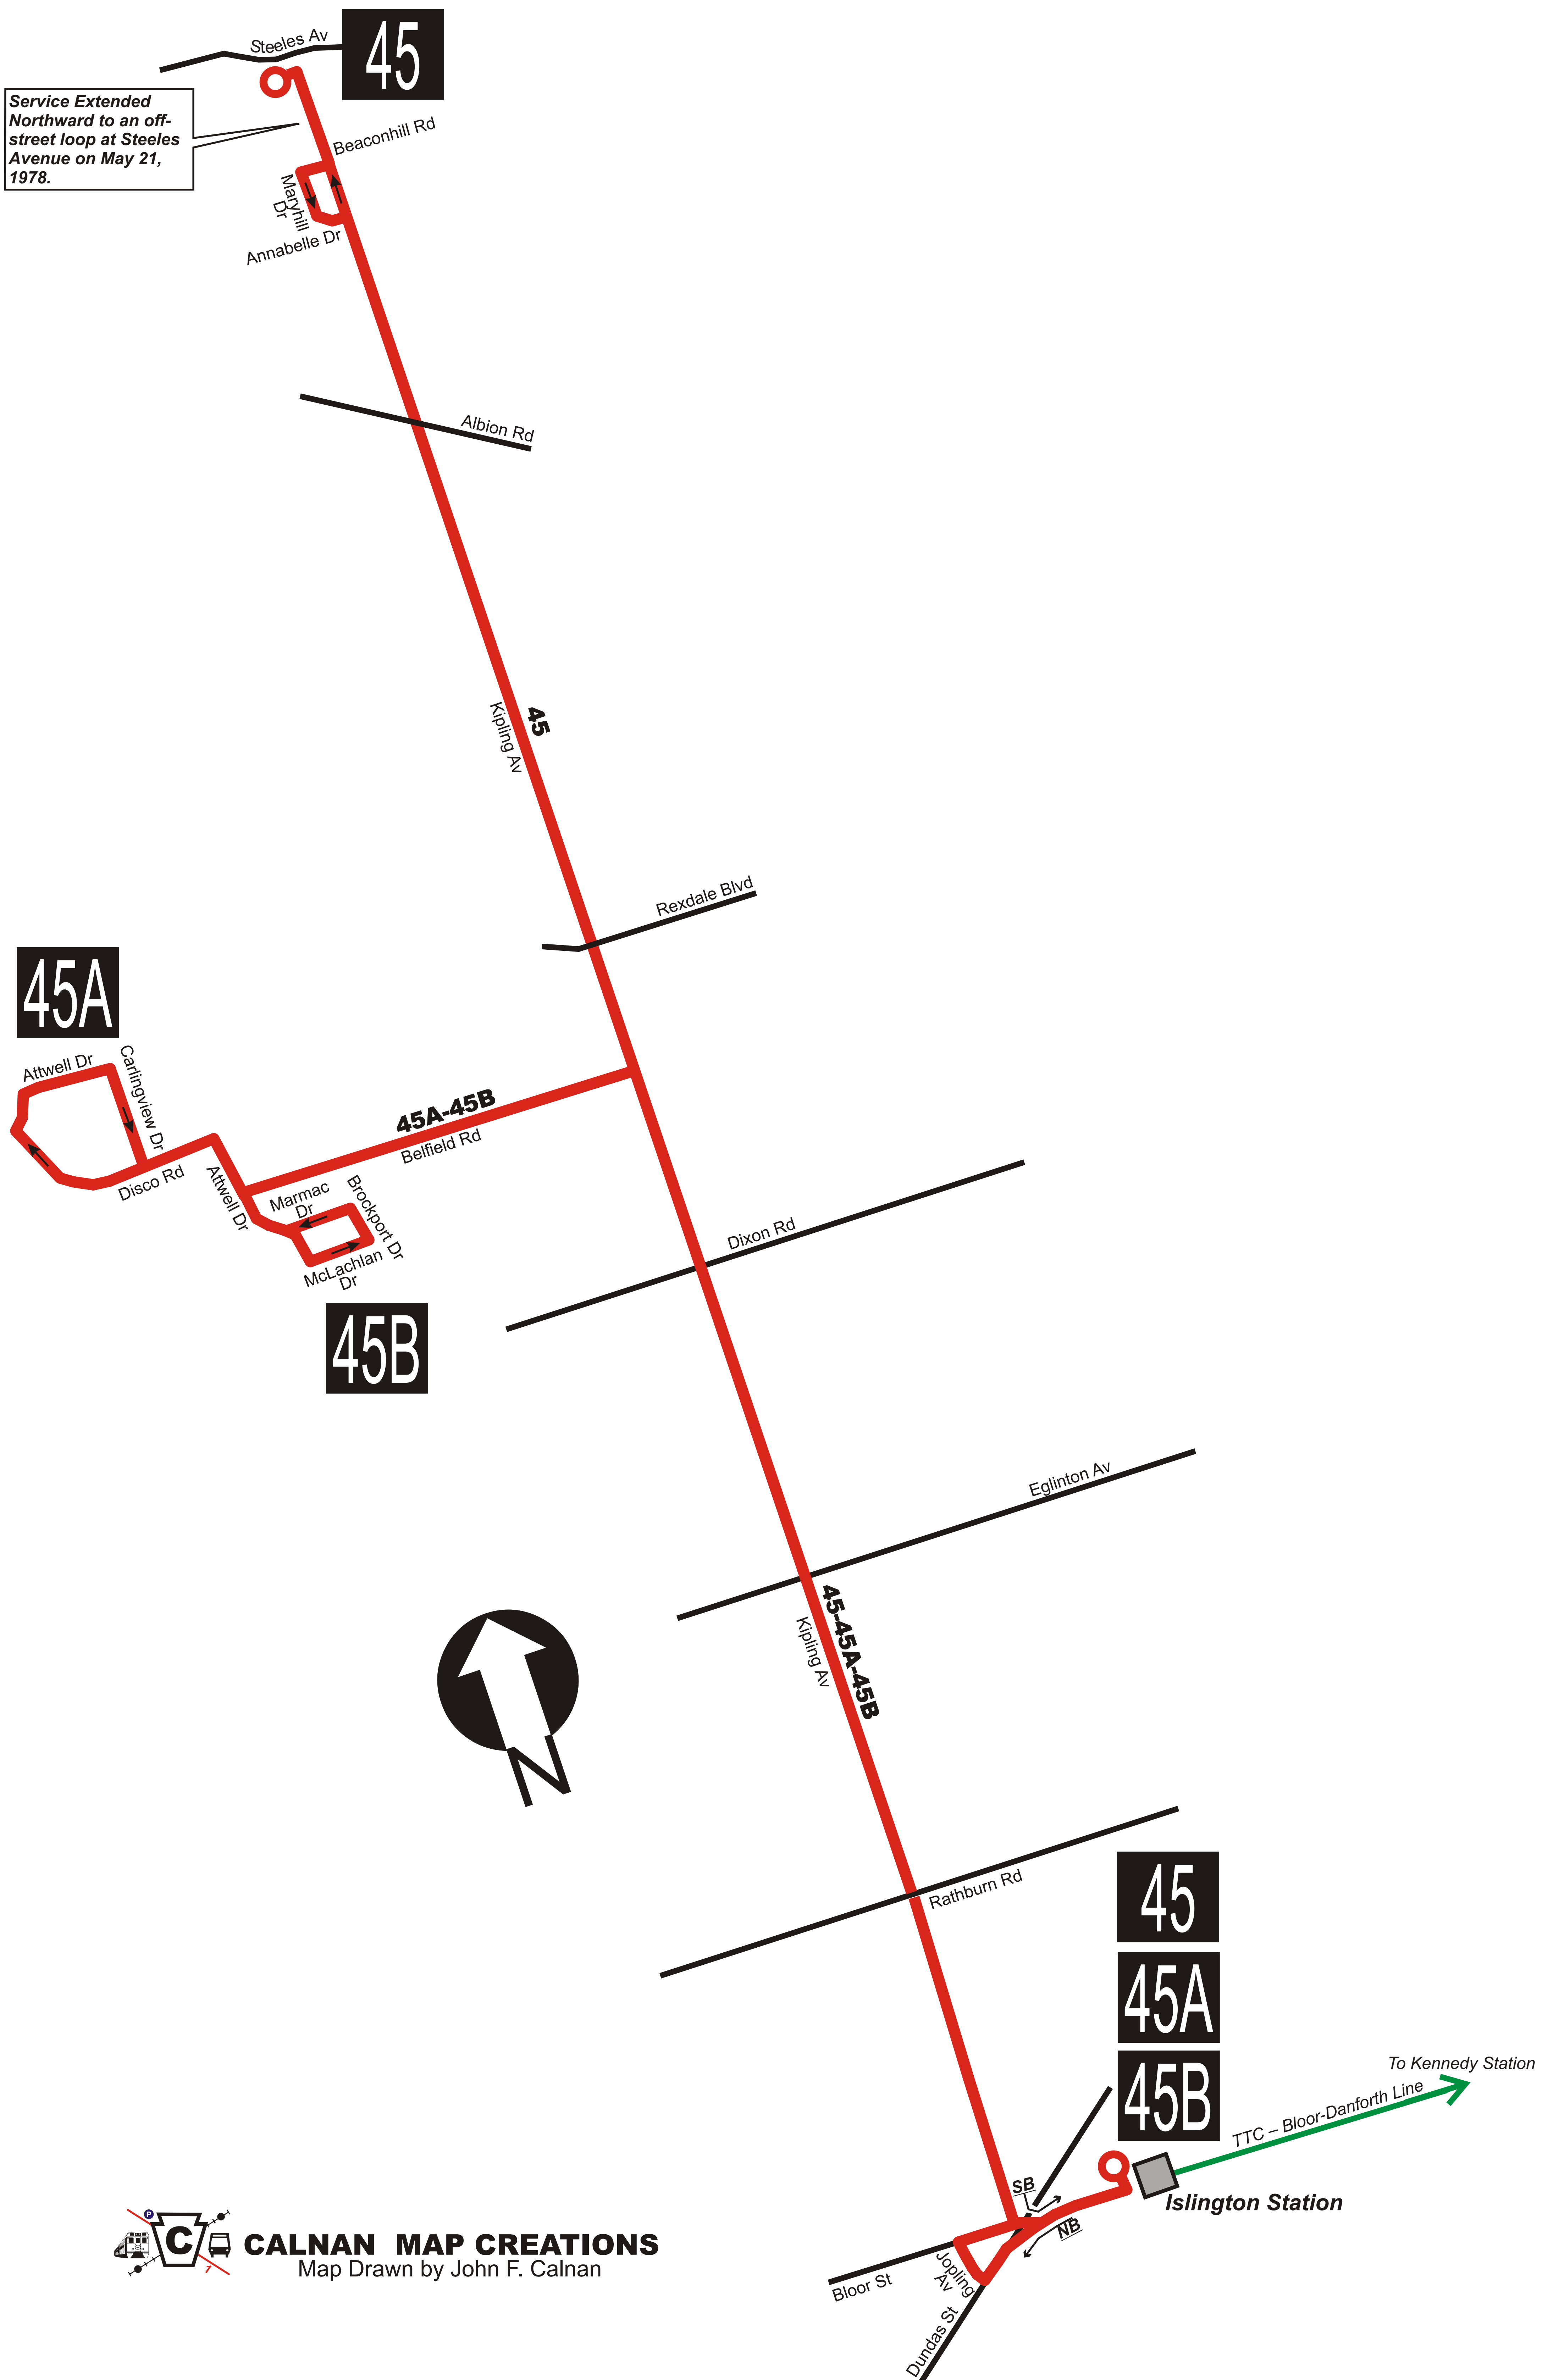 Steeles Av
45
Service Extended
Northward to an off-
street loop at Steeles
Avenue on May 21,
1978.
Beaconhill Rd
Maryhill
Dr
Annabelle Dr
Albion Rd
45
Kipling Av
Rexdale Blvd
45A
Attwell Dr
Carlingview Dr
45A-45B
Belfield Rd
Disco Rd
Attwell Dr
Marmac
Dr
Brockport Dr
McLachlan
Dr
Dixon Rd
45B
Eglinton Av
45-45A-45B
Kipling Av
N
Rathburn Rd
45
45A
45B
To Kennedy Station
TTC – Bloor-Danforth Line
SB
Islington Station
NB
Jopling
Av
Bloor St
Dundas St
P
C
1
CALNAN MAP CREATIONS
Map Drawn by John F. Calnan